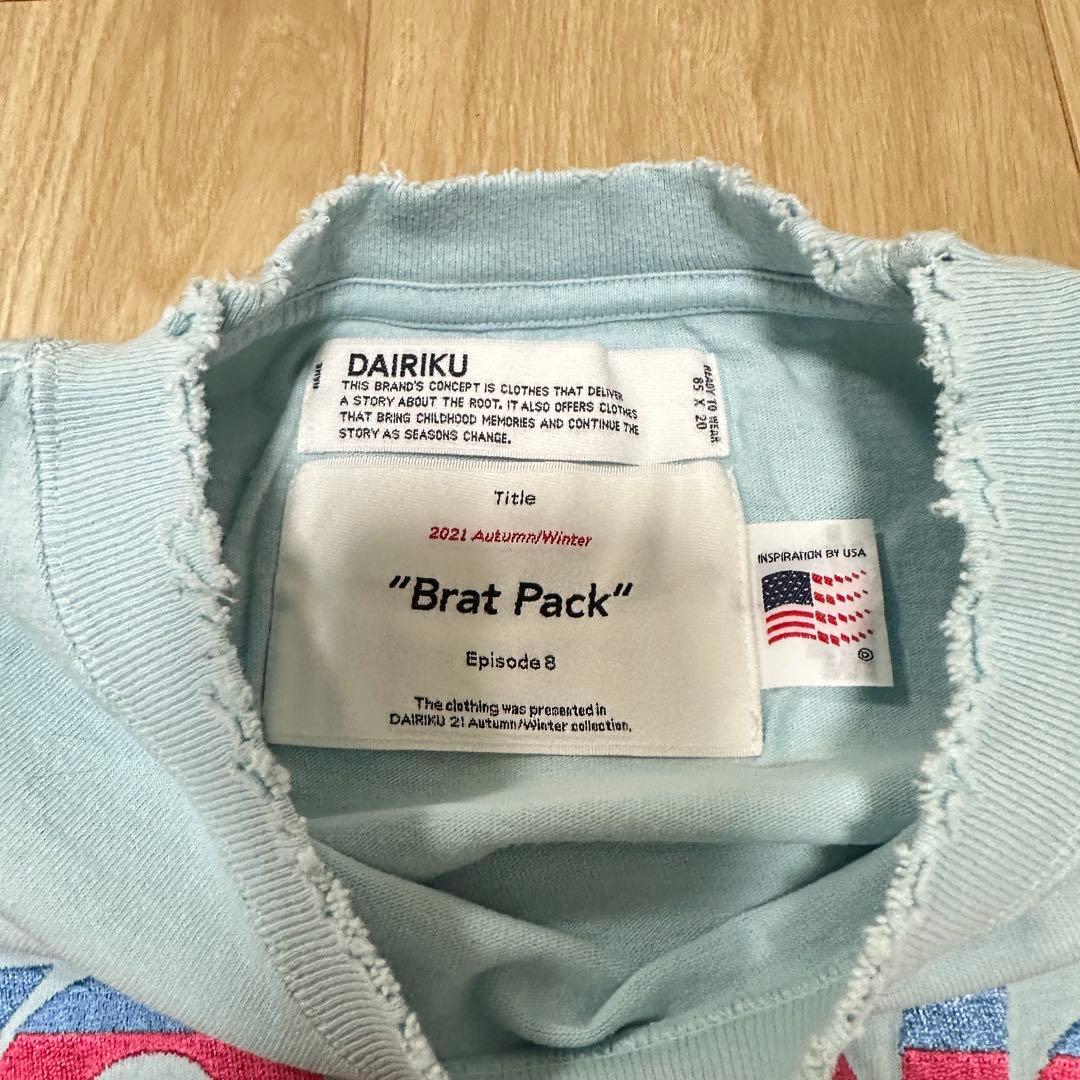 NAME
DAIRIKU
THIS BRAND'S CONCEPT IS CLOTHES THAT DELIVER
A STORY ABOUT THE ROOT. IT ALSO OFFERS CLOTHES
THAT BRING CHILDHOOD MEMORIES AND CONTINUE THE
STORY AS SEASONS CHANGE.
READY TO WEAR
85 X 20
Title
2021 Autumn/Winter
"Brat Pack"
Episode 8
The clothing was presented in
DAIRIKU 21 Autumn/Winter collection.
INSPIRATION BY USA